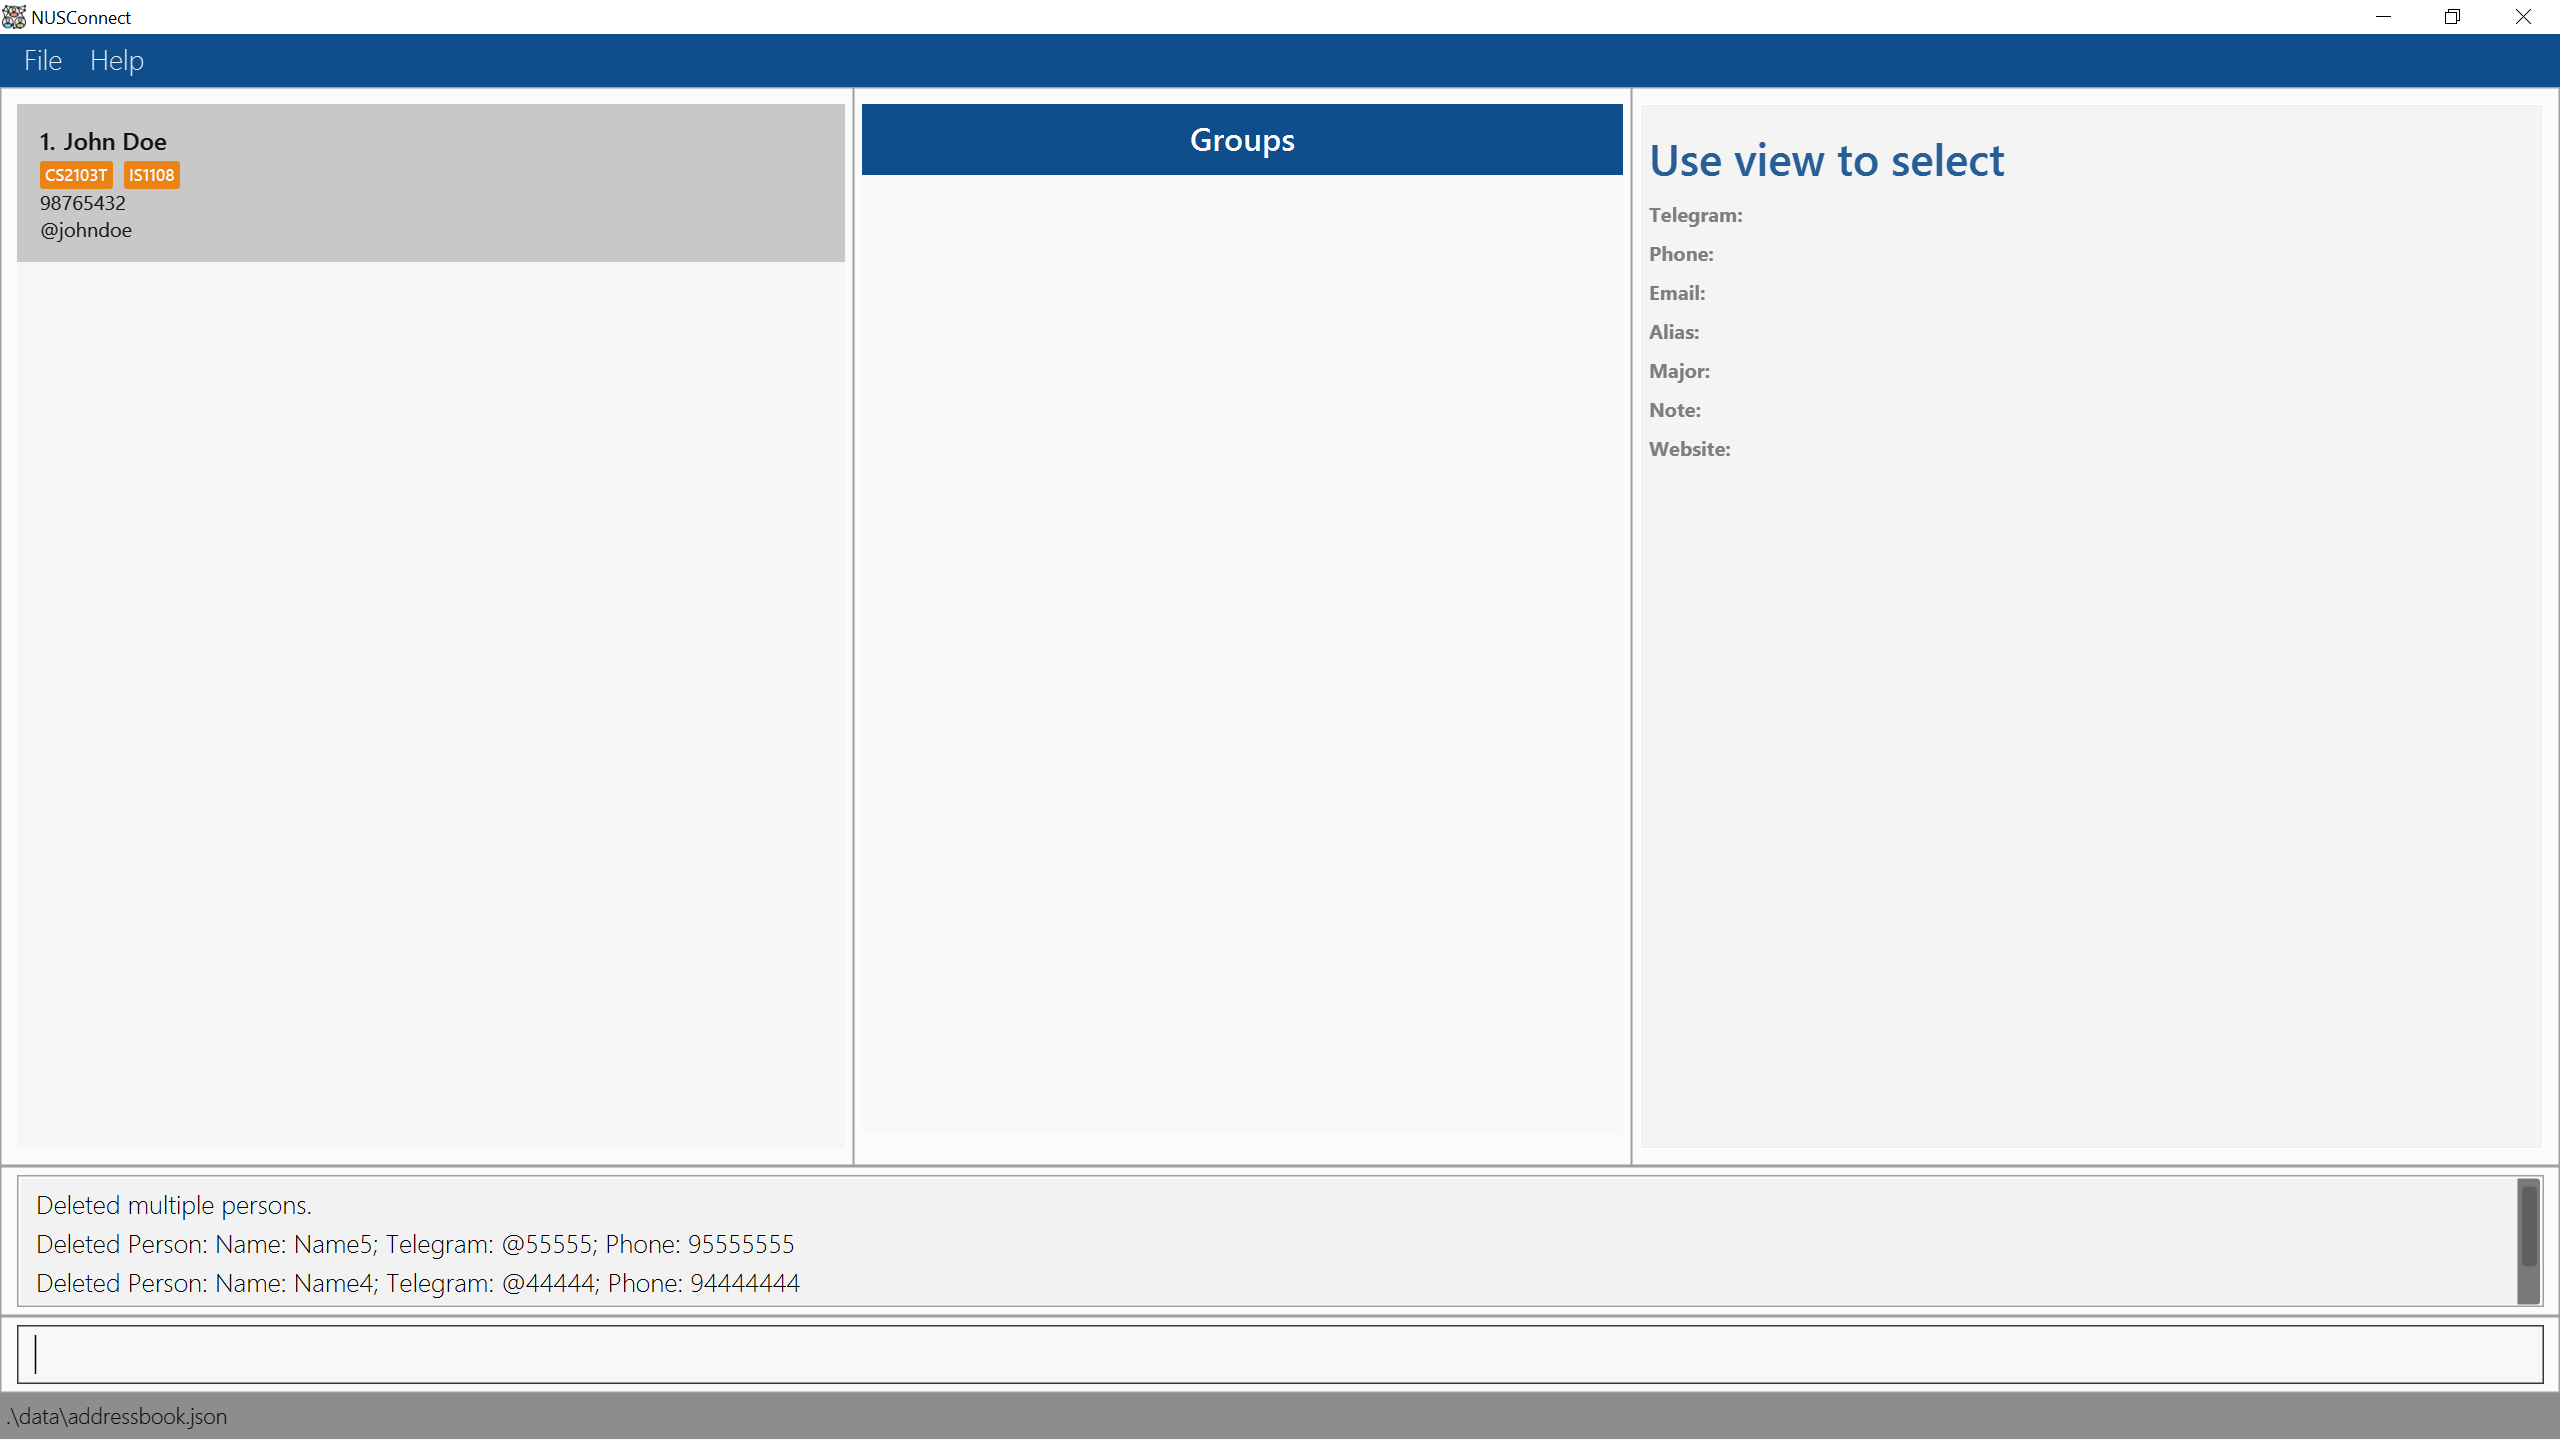 NUSConnect
File Help
1. John Doe
CS2103T IS1108
98765432
@johndoe
Groups
Use view to select
Telegram:
Phone:
Email:
Alias:
Major:
Note:
Website:
Deleted multiple persons.
Deleted Person: Name: Name5; Telegram: @55555; Phone: 95555555
Deleted Person: Name: Name4; Telegram: @44444; Phone: 94444444
.\data\addressbook.json